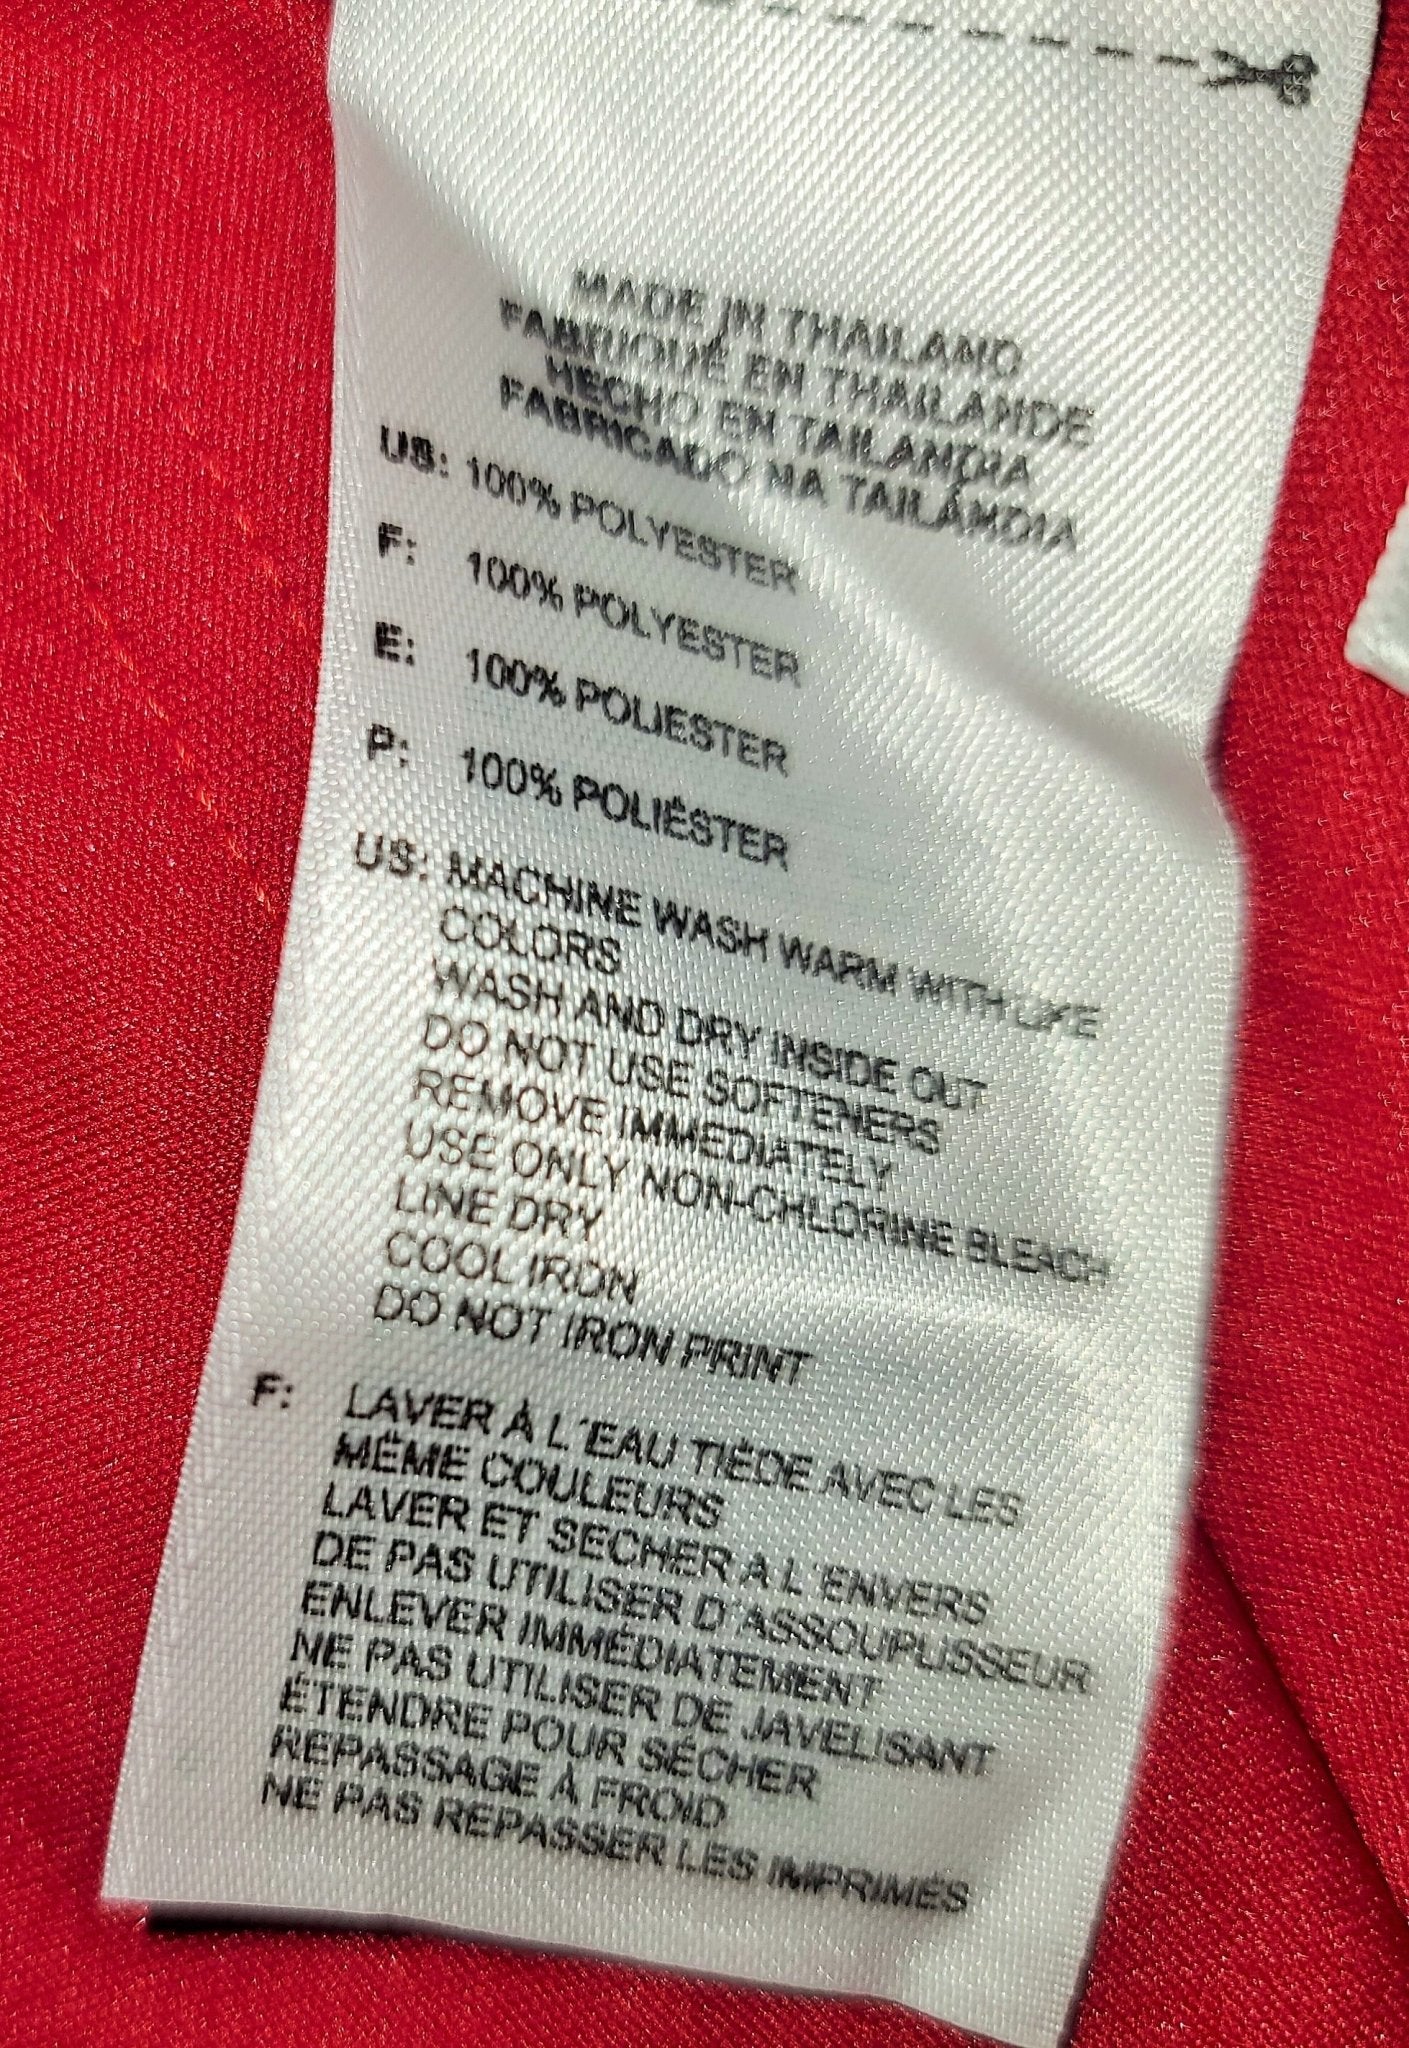 MADE IN THAILAND
FABRIQUÉ EN THAILANDE
HECHO EN TAILANDIA
FABRICADO NA TAILÁNDIA
US: 100% POLYESTER
F: 100% POLYESTER
E: 100% POLIESTER
P: 100% POLIÉSTER
US: MACHINE WASH WARM WITH LIKE
COLORS
WASH AND DRY INSIDE OUT
DO NOT USE SOFTENERS
REMOVE IMMEDIATELY
USE ONLY NON-CHLORINE BLEACH
LINE DRY
COOL IRON
DO NOT IRON PRINT
F: LAVER À L´EAU TIÈDE AVEC LES
MÊME COULEURS
LAVER ET SECHER A L´ENVERS
DE PAS UTILISER D´ASSOUPLISSEUR
ENLEVER IMMÉDIATEMENT
NE PAS UTILISER DE JAVELISANT
ÉTENDRE POUR SÉCHER
REPASSAGE À FROID
NE PAS REPASSER LES IMPRIMÉS